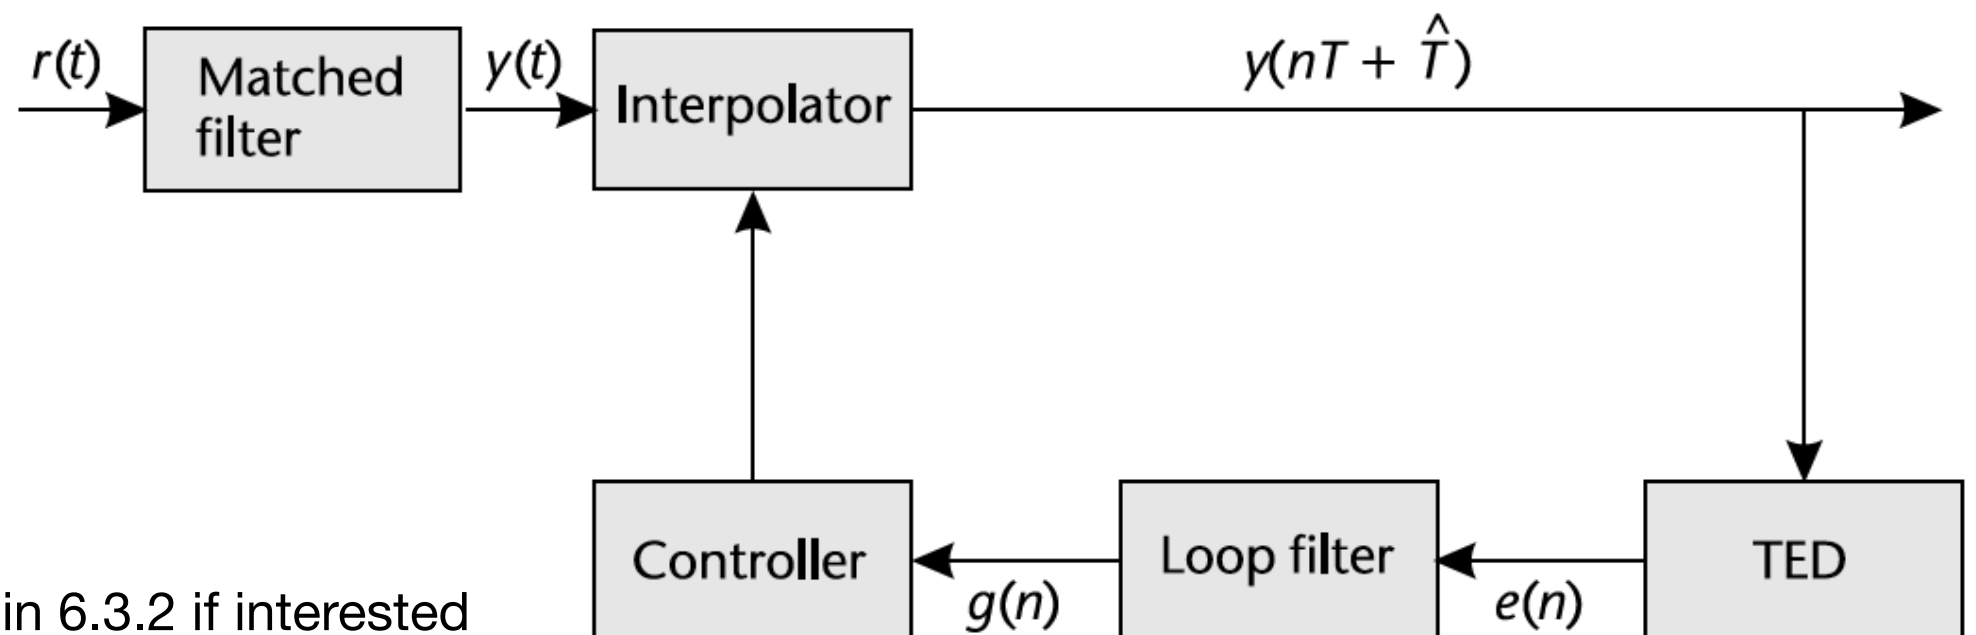 r(t)
Matched
filter
y(t)
Interpolator
y(nT + T̂)
Controller
g(n)
Loop filter
e(n)
TED
in 6.3.2 if interested